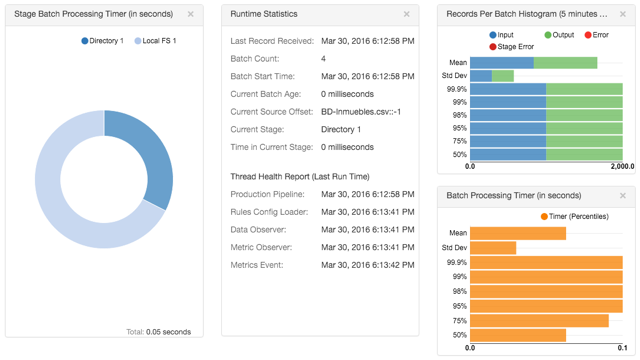 Stage Batch Processing Timer (in seconds) ×
Directory 1 Local FS 1
Total: 0.05 seconds
Runtime Statistics ×
Last Record Received: Mar 30, 2016 6:12:58 PM
Batch Count: 4
Batch Start Time: Mar 30, 2016 6:12:58 PM
Current Batch Age: 0 milliseconds
Current Source Offset: BD-Inmuebles.csv::-1
Current Stage: Directory 1
Time in Current Stage: 0 milliseconds
Thread Health Report (Last Run Time)
Production Pipeline: Mar 30, 2016 6:12:58 PM
Rules Config Loader: Mar 30, 2016 6:13:41 PM
Data Observer: Mar 30, 2016 6:13:41 PM
Metric Observer: Mar 30, 2016 6:13:41 PM
Metrics Event: Mar 30, 2016 6:13:42 PM
Records Per Batch Histogram (5 minutes ... ×
Input Output Error
Stage Error
Mean
Std Dev
99.9%
99%
98%
95%
75%
50%
0.0 2,000.0
Batch Processing Timer (in seconds) ×
Timer (Percentiles)
Mean
Std Dev
99.9%
99%
98%
95%
75%
50%
0.0 0.1